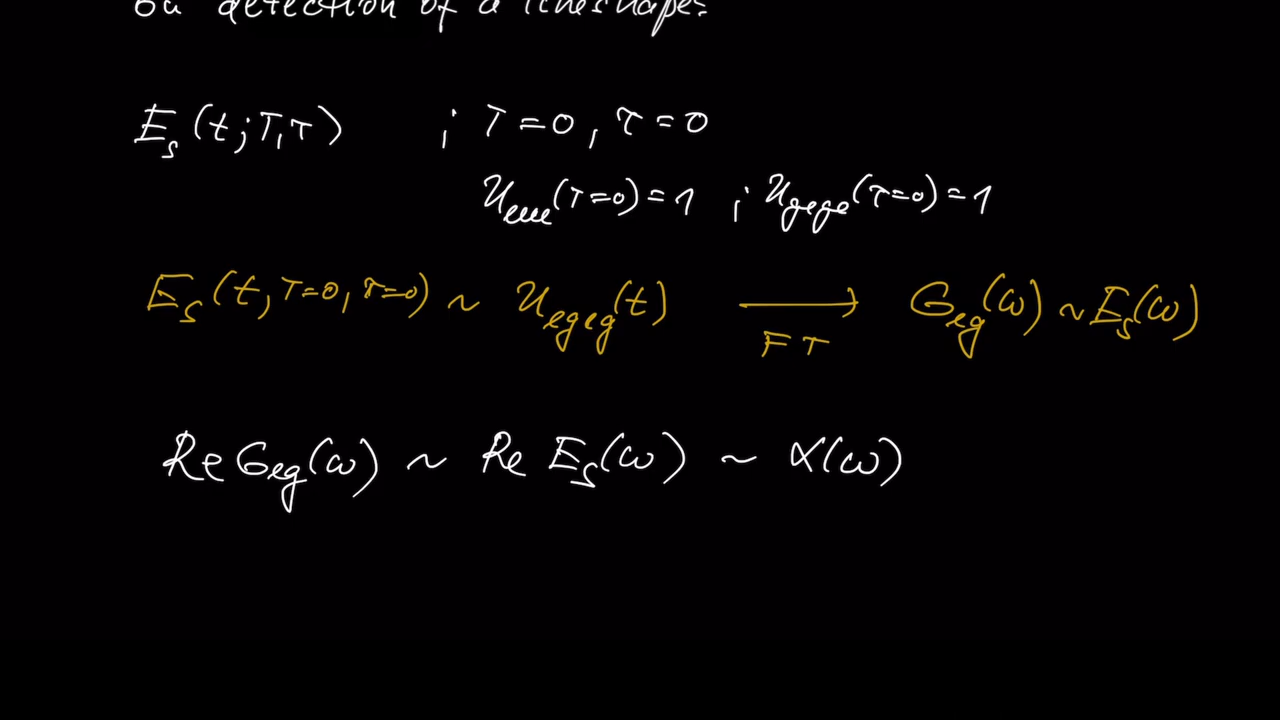 detection of a lineshape:
E_s(t; T, τ) ; T=0, τ=0
U_eeee(T=0)=1 ; U_gege(τ=0)=1
E_s(t, T=0, τ=0) ~ U_egeg(t) → FT G_eg(ω) ~ E_s(ω)
Re G_eg(ω) ~ Re E_s(ω) ~ α(ω)